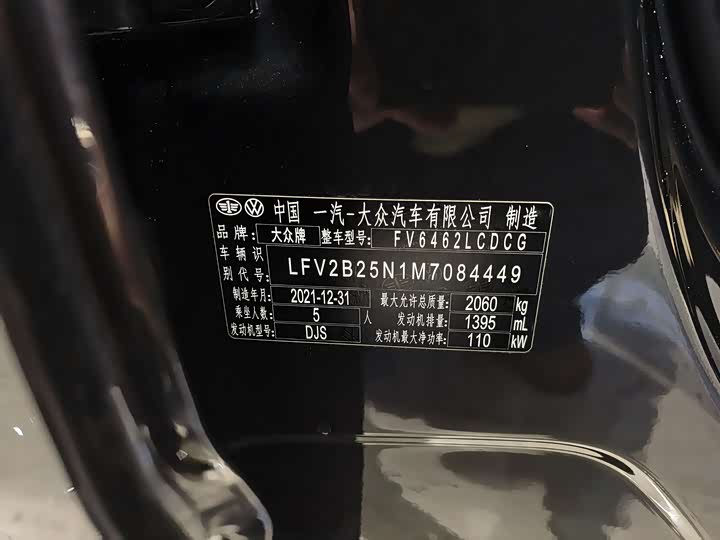 中国 一汽-大众汽车有限公司 制造
品牌: 大众牌 整车型号: FV6462LCDCG
车辆识别代号: LFV2B25N1M7084449
制造年月: 2021-12-31 最大允许总质量: 2060 kg
乘坐人数: 5 人 发动机排量: 1395 mL
发动机型号: DJS 发动机最大净功率: 110 kW